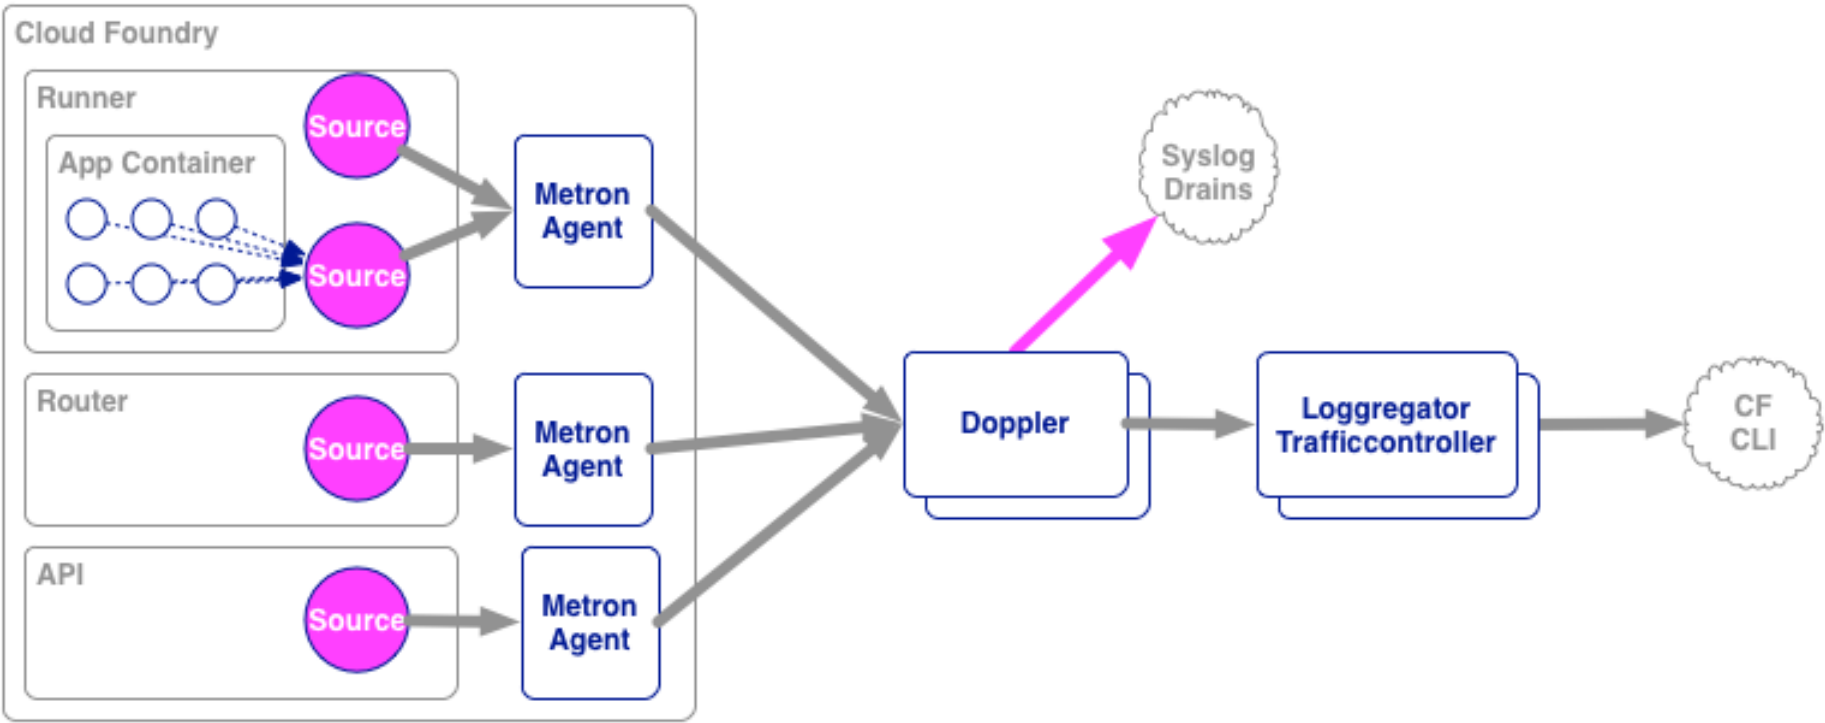 Cloud Foundry
Runner
Source
App Container
Source
Metron
Agent
Router
Source
Metron
Agent
API
Source
Metron
Agent
Syslog
Drains
Doppler
Loggregator
Trafficcontroller
CF
CLI